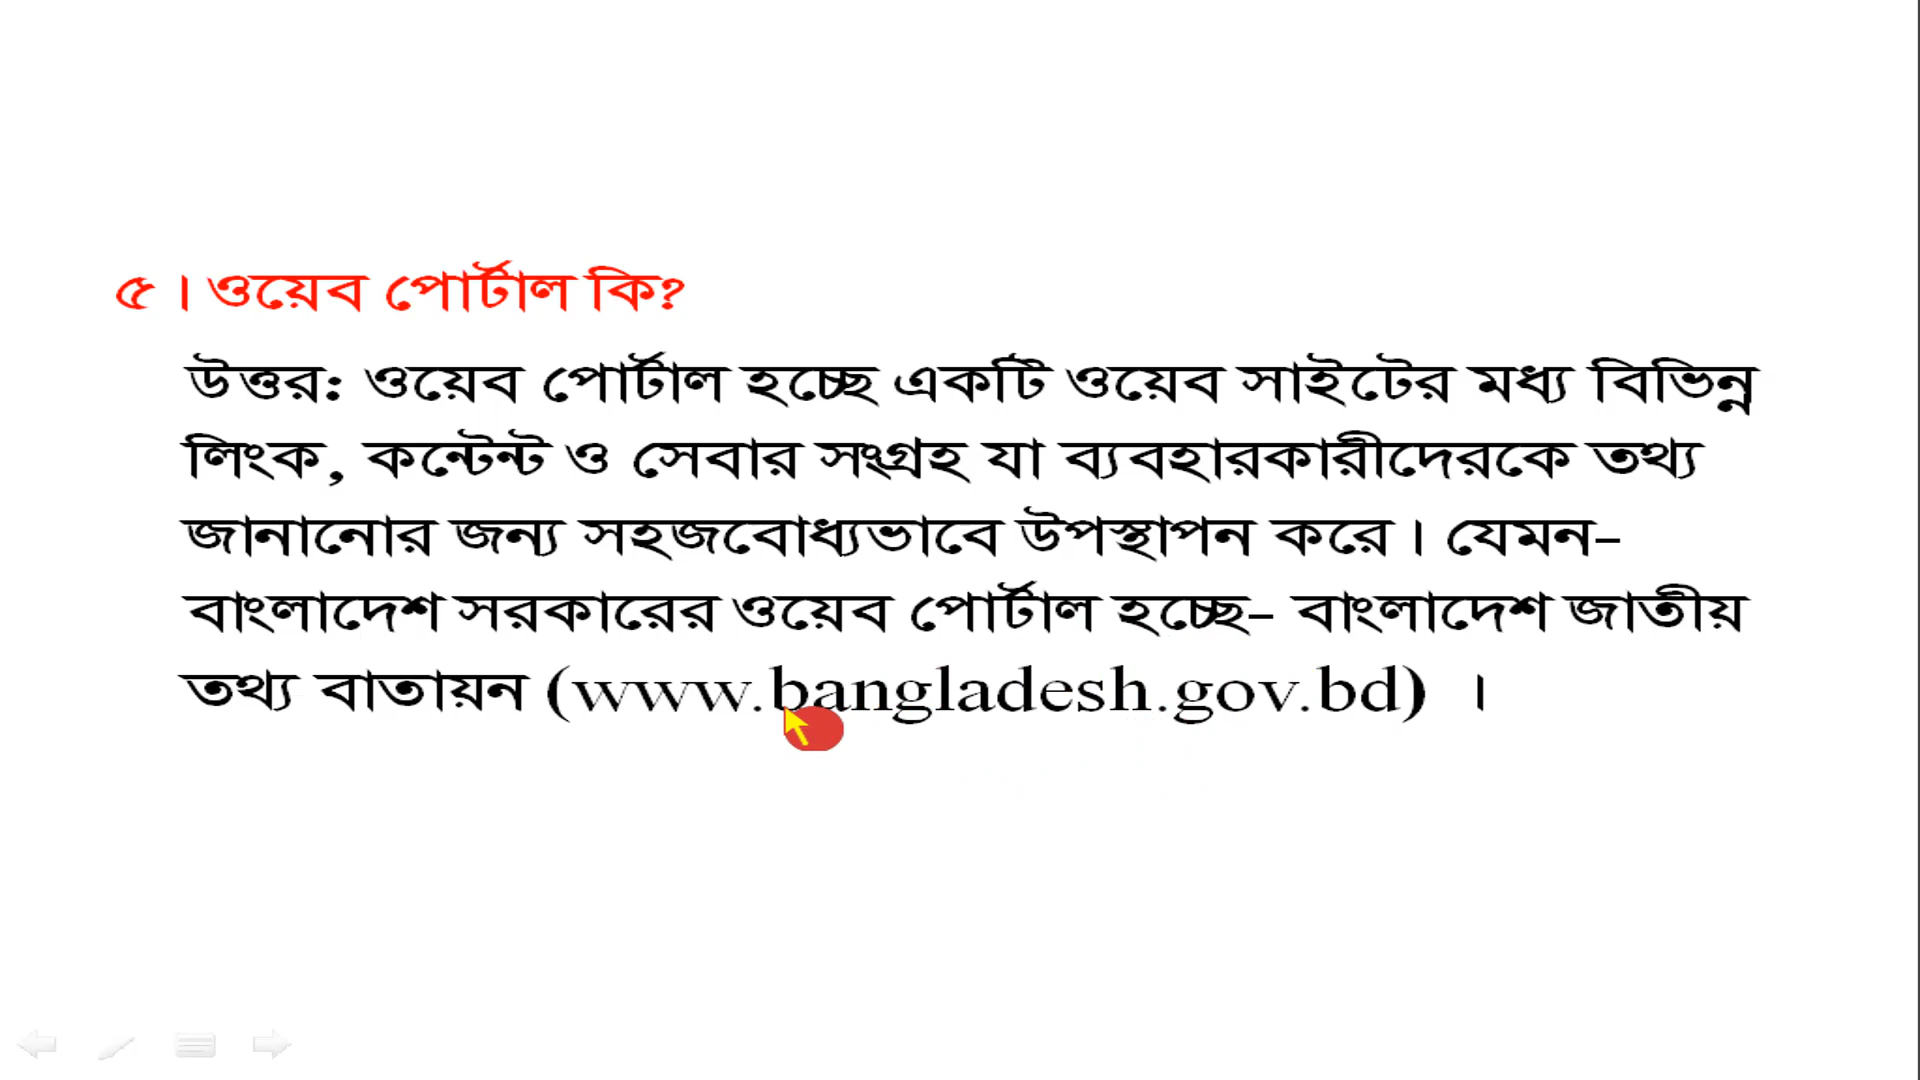 ৫। ওয়েব পোর্টাল কি?
উত্তর: ওয়েব পোর্টাল হচ্ছে একটি ওয়েব সাইটের মধ্য বিভিন্ন
লিংক, কন্টেন্ট ও সেবার সংগ্রহ যা ব্যবহারকারীদেরকে তথ্য
জানানোর জন্য সহজবোধ্যভাবে উপস্থাপন করে। যেমন-
বাংলাদেশ সরকারের ওয়েব পোর্টাল হচ্ছে- বাংলাদেশ জাতীয়
তথ্য বাতায়ন (www.bangladesh.gov.bd) ।